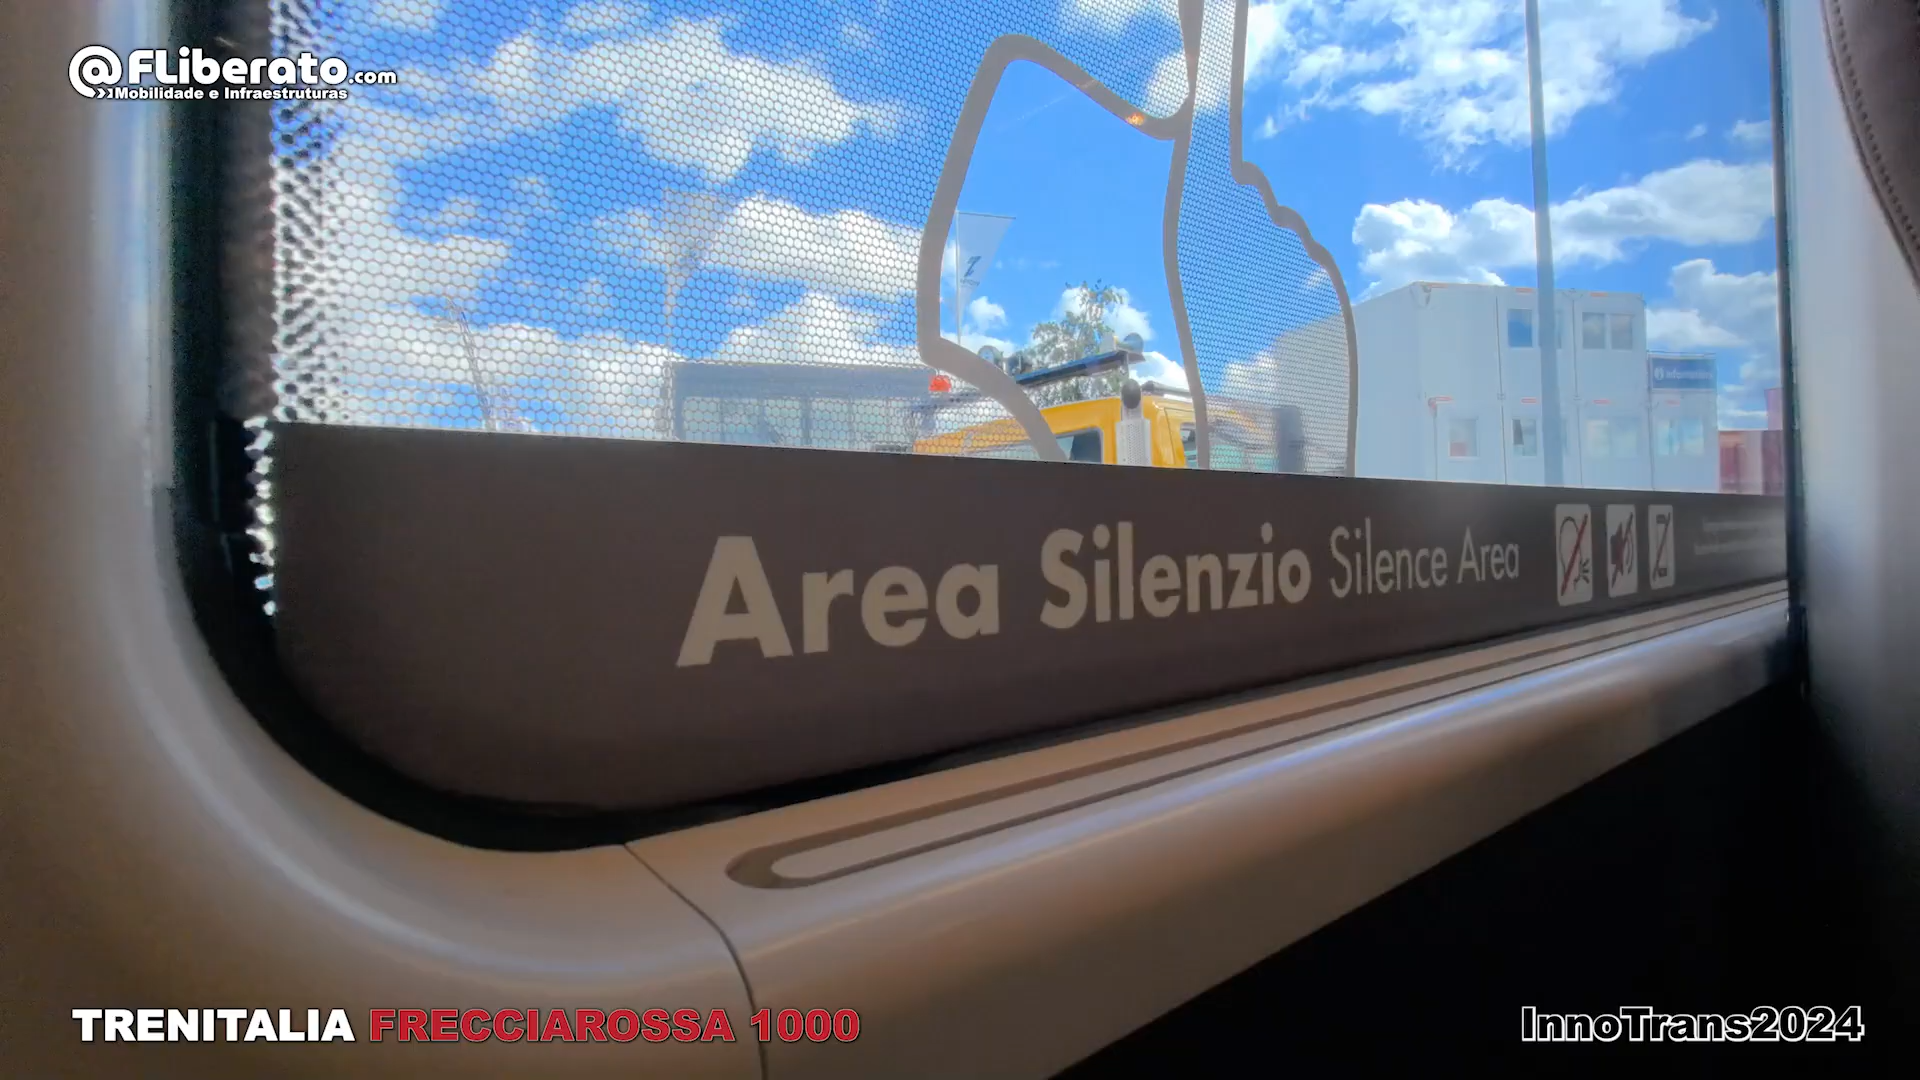 @FLiberato.com
Mobilidade e Infraestruturas
Area Silenzio Silence Area
TRENITALIA FRECCIAROSSA 1000
InnoTrans2024